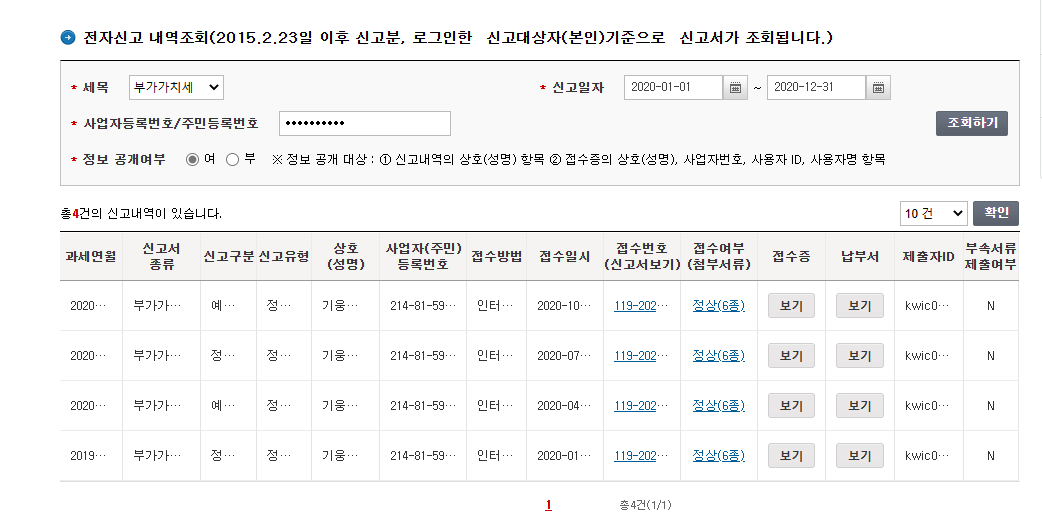 전자신고 내역조회(2015.2.23일 이후 신고분, 로그인한 신고대상자(본인)기준으로 신고서가 조회됩니다.)
* 세목 부가가치세 * 신고일자 2020-01-01 ~ 2020-12-31
* 사업자등록번호/주민등록번호 •••••••••• 조회하기
* 정보 공개여부 여 부 ※ 정보 공개 대상 : ① 신고내역의 상호(성명) 항목 ② 접수증의 상호(성명), 사업자번호, 사용자 ID, 사용자명 항목
총4건의 신고내역이 있습니다. 10 건 확인
과세연월 신고서 종류 신고구분 신고유형 상호 (성명) 사업자(주민) 등록번호 접수방법 접수일시 접수번호 (신고서보기) 접수여부 (첨부서류) 접수증 납부서 제출자ID 부속서류 제출여부
2020… 부가가… 예… 정… 기웅… 214-81-59… 인터… 2020-10… 119-202… 정상(6종) 보기 보기 kwic0… N
2020… 부가가… 정… 정… 기웅… 214-81-59… 인터… 2020-07… 119-202… 정상(6종) 보기 보기 kwic0… N
2020… 부가가… 예… 정… 기웅… 214-81-59… 인터… 2020-04… 119-202… 정상(6종) 보기 보기 kwic0… N
2019… 부가가… 정… 정… 기웅… 214-81-59… 인터… 2020-01… 119-202… 정상(6종) 보기 보기 kwic0… N
1 총4건(1/1)